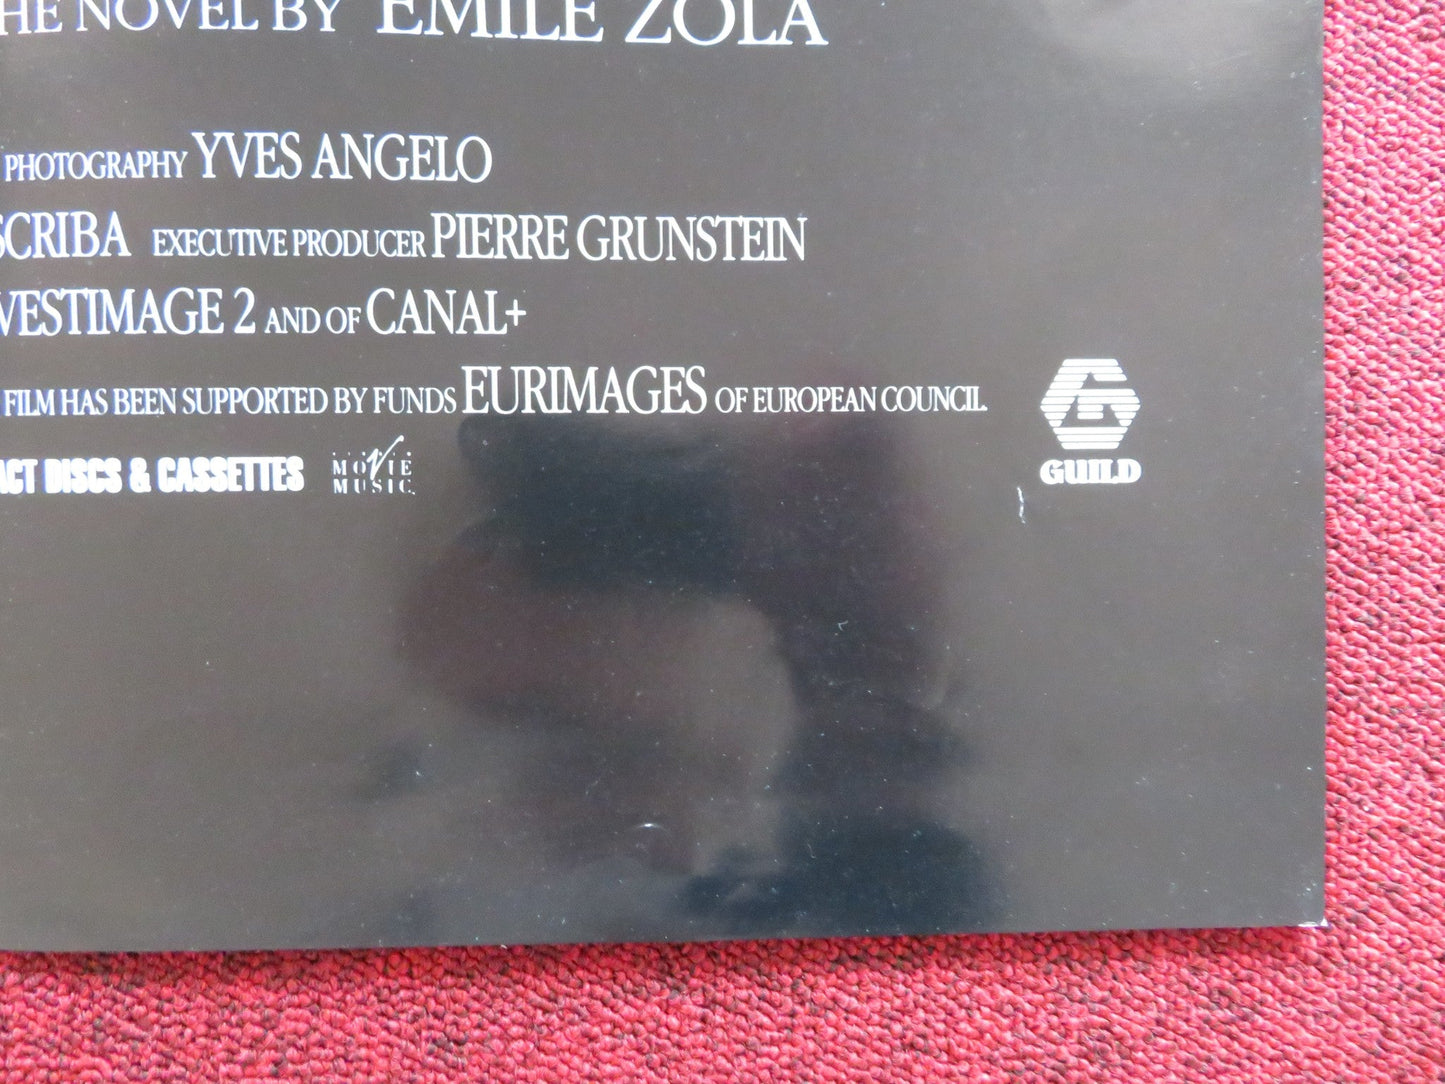 THE NOVEL BY EMILE ZOLA
PHOTOGRAPHY YVES ANGELO
SCRIBA EXECUTIVE PRODUCER PIERRE GRUNSTEIN
VESTIMAGE 2 AND OF CANAL+
FILM HAS BEEN SUPPORTED BY FUNDS EURIMAGES OF EUROPEAN COUNCIL.
ACT DISCS & CASSETTES MOVIE MUSIC
GUILD